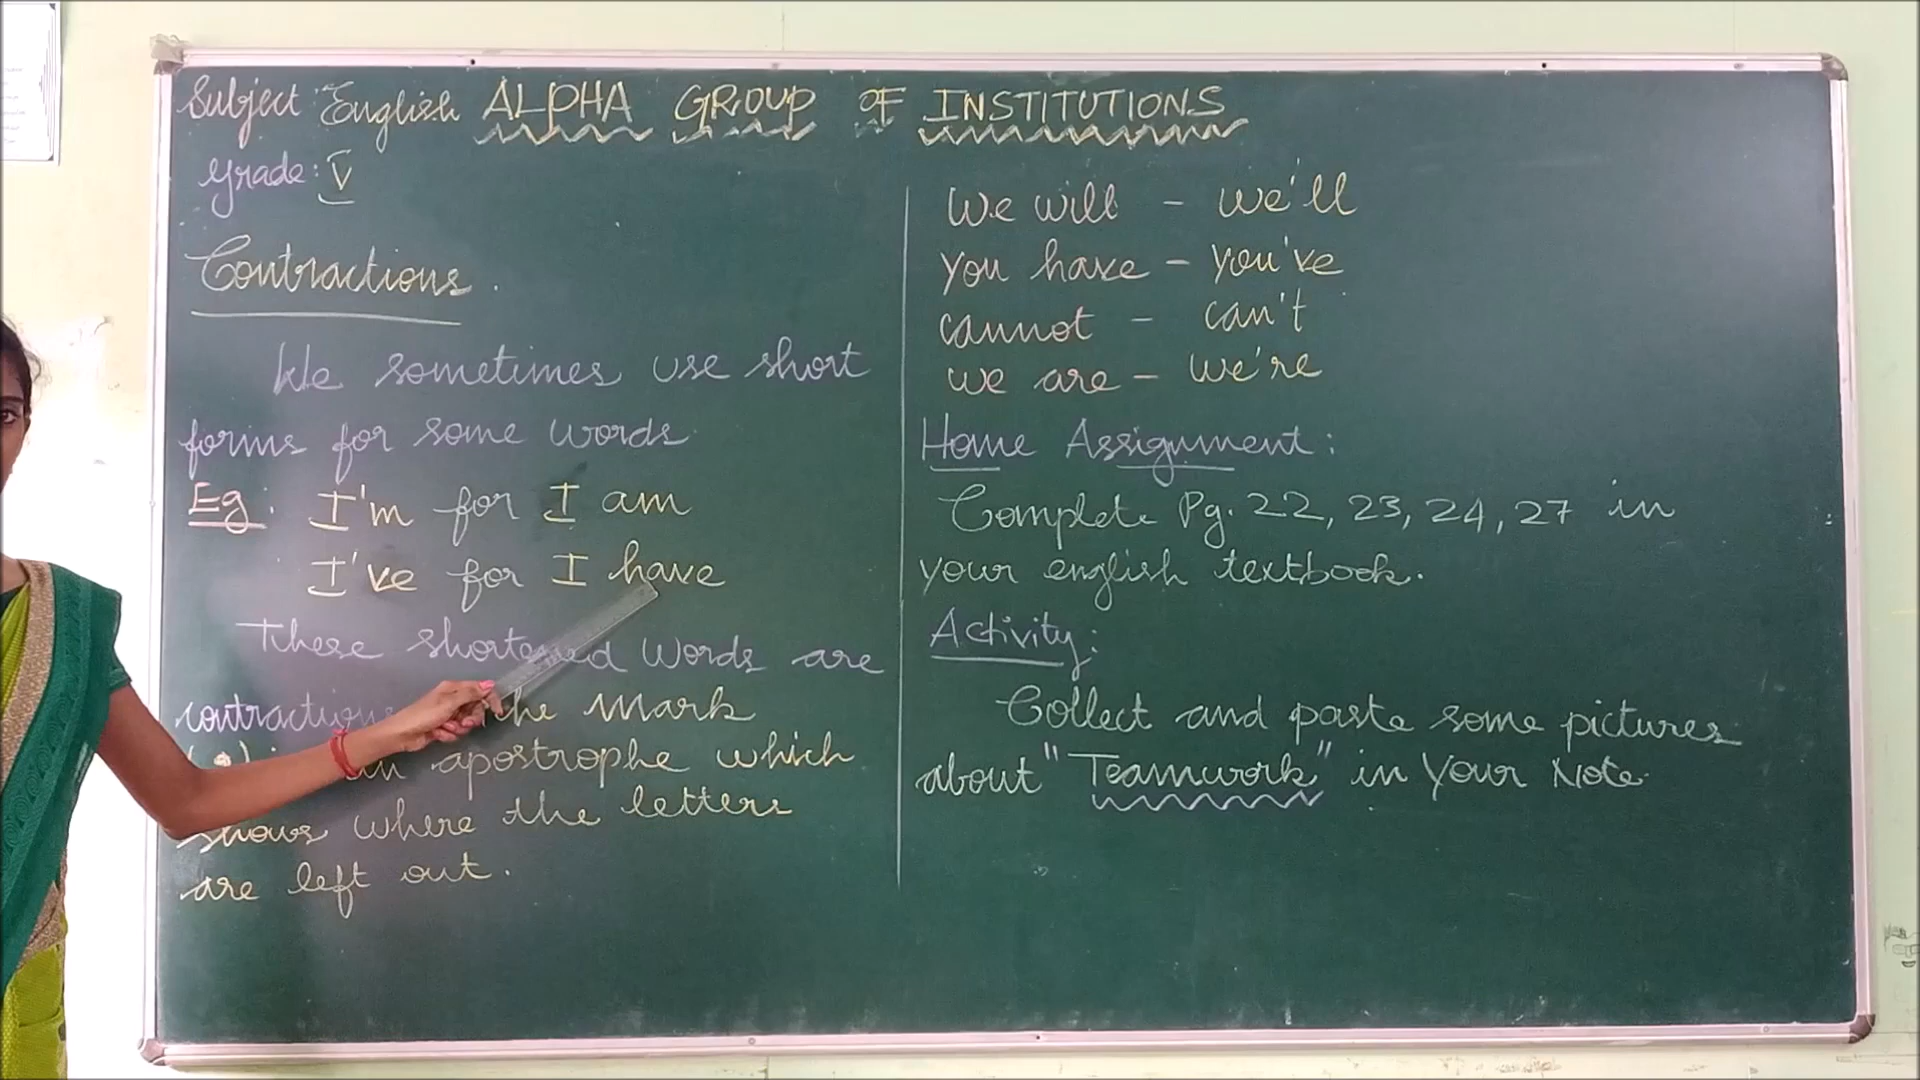 Subject: English ALPHA GROUP OF INSTITUTIONS
Grade: V
Contractions.
We sometimes use short
forms for some words
Eg: I'm for I am
I've for I have
These shortened words are
contractions the mark
an apostrophe which
shows where the letters
are left out.
We will - we'll
you have - you've
cannot - can't
we are - we're
Home Assignment:
Complete Pg. 22, 23, 24, 27 in
your english textbook.
Activity:
Collect and paste some pictures
about "Teamwork" in your Note